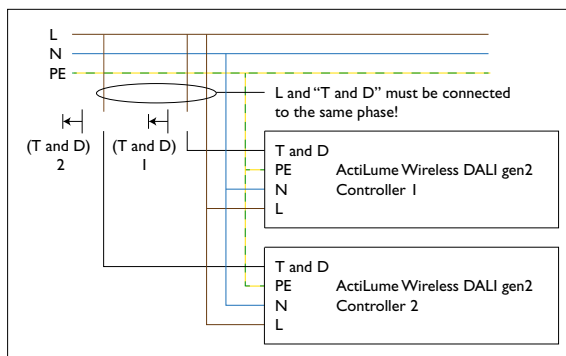 L
N
PE
L and “T and D” must be connected
to the same phase!
(T and D)
2
(T and D)
1
T and D
PE ActiLume Wireless DALI gen2
N Controller 1
L
T and D
PE ActiLume Wireless DALI gen2
N Controller 2
L